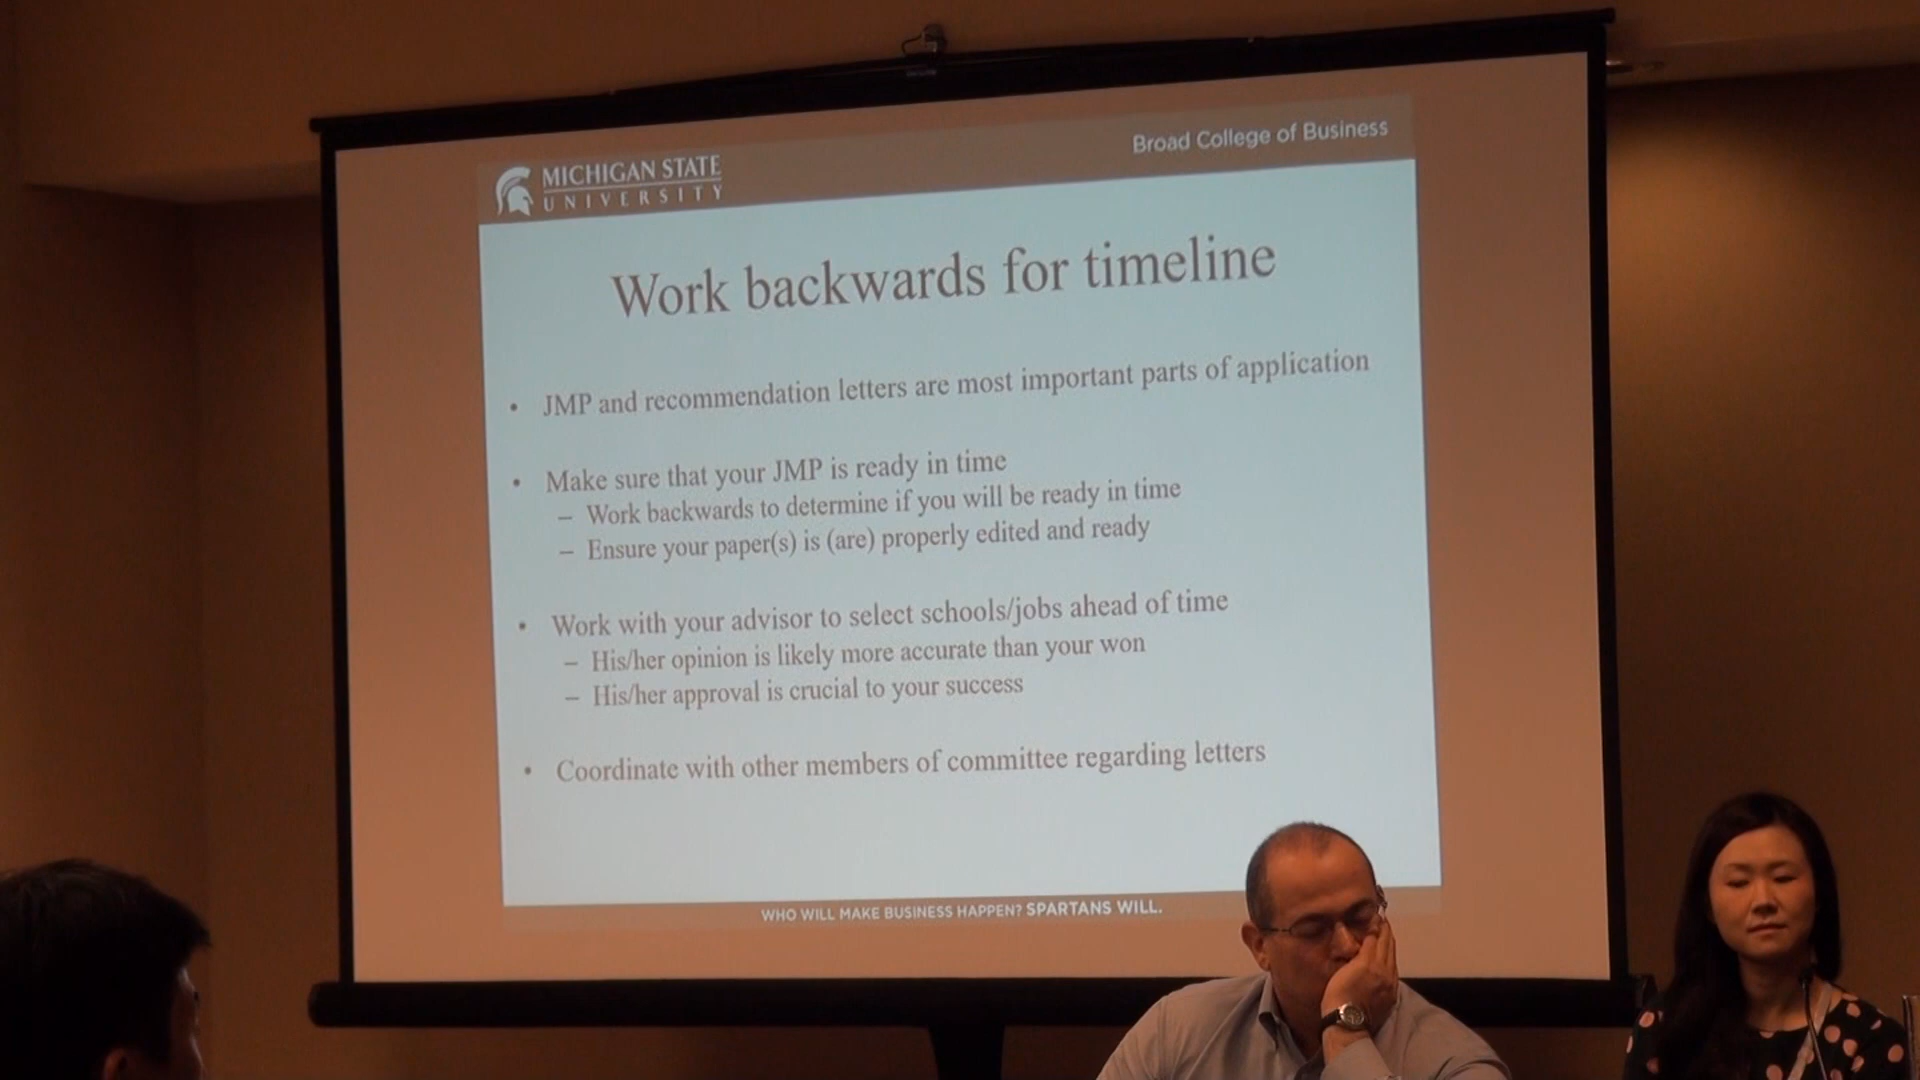 MICHIGAN STATE
UNIVERSITY
Broad College of Business
Work backwards for timeline
• JMP and recommendation letters are most important parts of application
• Make sure that your JMP is ready in time
– Work backwards to determine if you will be ready in time
– Ensure your paper(s) is (are) properly edited and ready
• Work with your advisor to select schools/jobs ahead of time
– His/her opinion is likely more accurate than your won
– His/her approval is crucial to your success
• Coordinate with other members of committee regarding letters
WHO WILL MAKE BUSINESS HAPPEN? SPARTANS WILL.